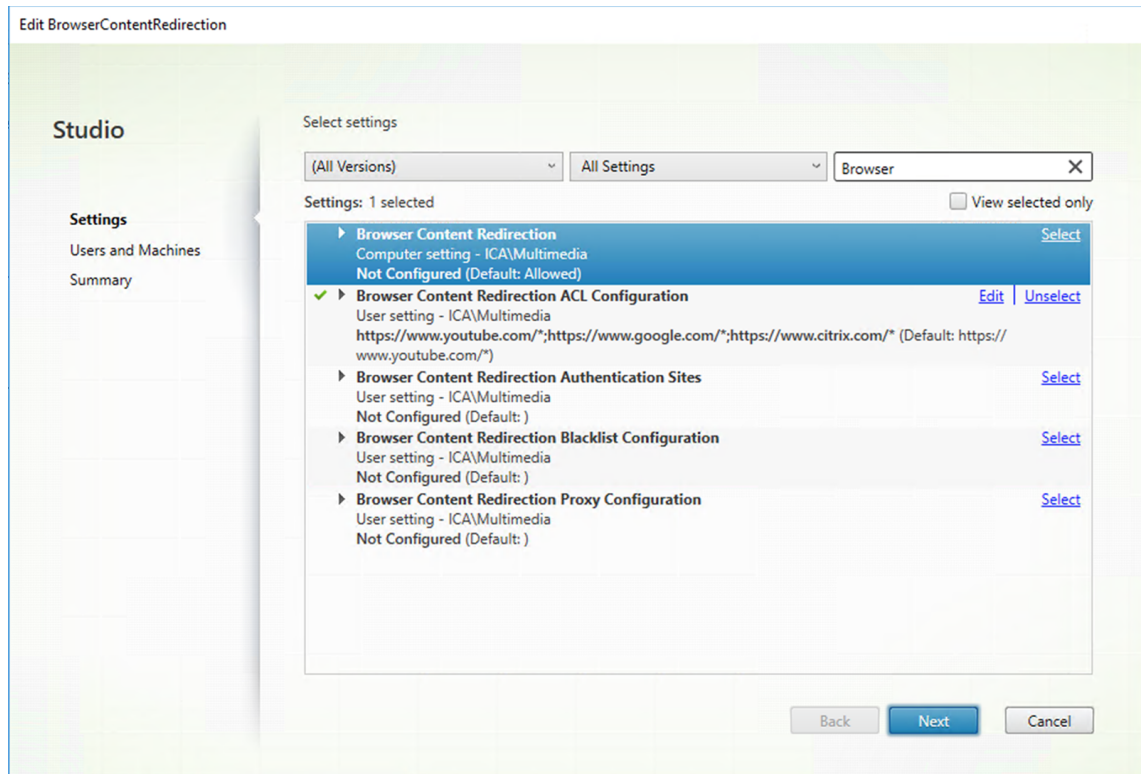 Edit BrowserContentRedirection
Studio
Settings
Users and Machines
Summary
Select settings
(All Versions)
All Settings
Browser
Settings: 1 selected
View selected only
Browser Content Redirection
Select
Computer setting - ICA\Multimedia
Not Configured (Default: Allowed)
Browser Content Redirection ACL Configuration
Edit | Unselect
User setting - ICA\Multimedia
https://www.youtube.com/*;https://www.google.com/*;https://www.citrix.com/* (Default: https://
www.youtube.com/*)
Browser Content Redirection Authentication Sites
Select
User setting - ICA\Multimedia
Not Configured (Default: )
Browser Content Redirection Blacklist Configuration
Select
User setting - ICA\Multimedia
Not Configured (Default: )
Browser Content Redirection Proxy Configuration
Select
User setting - ICA\Multimedia
Not Configured (Default: )
Back
Next
Cancel